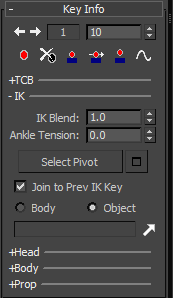 - Key Info
1 10
+TCB
- IK
IK Blend: 1.0
Ankle Tension: 0.0
Select Pivot
Join to Prev IK Key
Body Object
+Head
+Body
+Prop